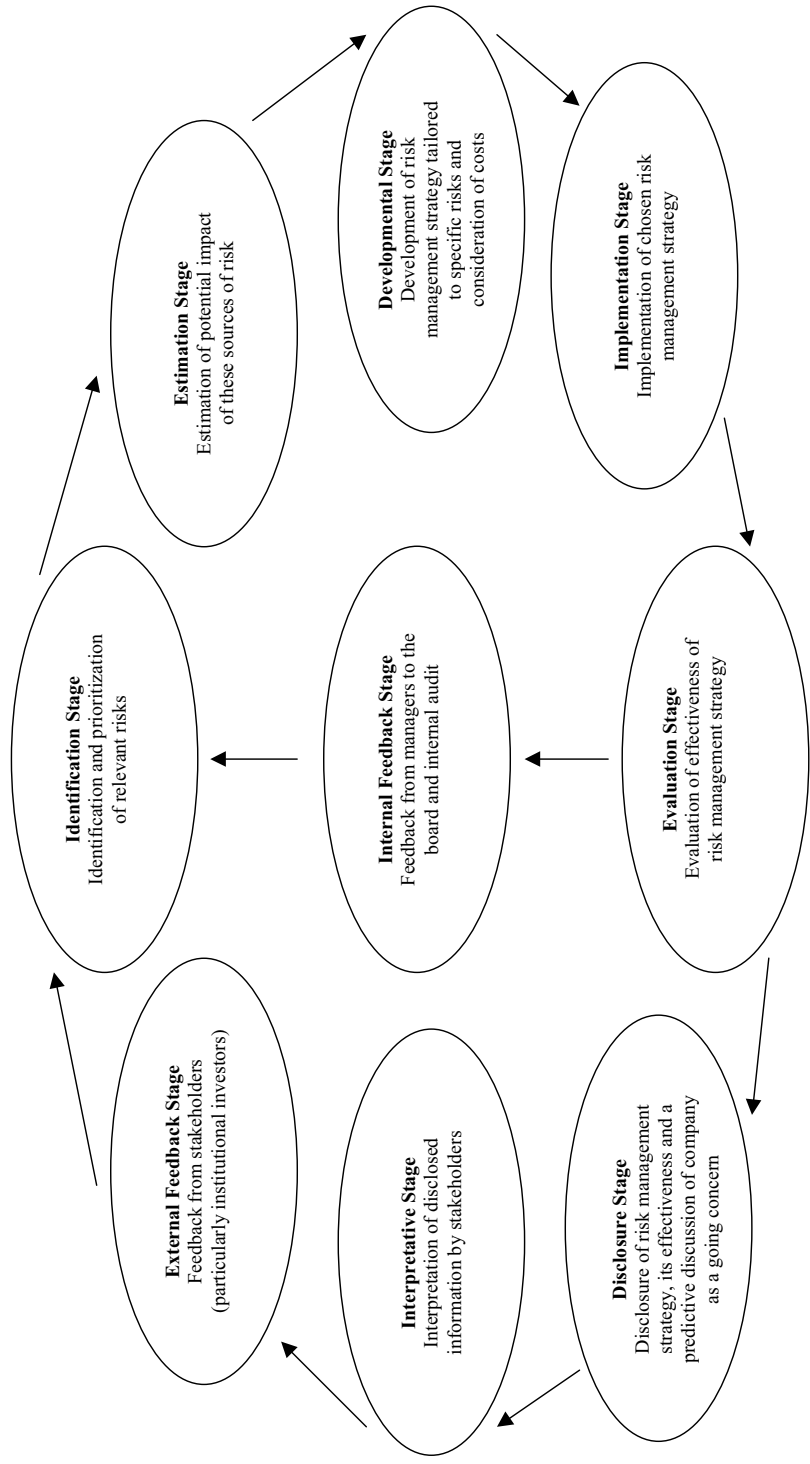 Identification Stage
Identification and prioritization
of relevant risks
Estimation Stage
Estimation of potential impact
of these sources of risk
Developmental Stage
Development of risk
management strategy tailored
to specific risks and
consideration of costs
Implementation Stage
Implementation of chosen risk
management strategy
Evaluation Stage
Evaluation of effectiveness of
risk management strategy
Internal Feedback Stage
Feedback from managers to the
board and internal audit
Disclosure Stage
Disclosure of risk management
strategy, its effectiveness and a
predictive discussion of company
as a going concern
Interpretative Stage
Interpretation of disclosed
information by stakeholders
External Feedback Stage
Feedback from stakeholders
(particularly institutional investors)